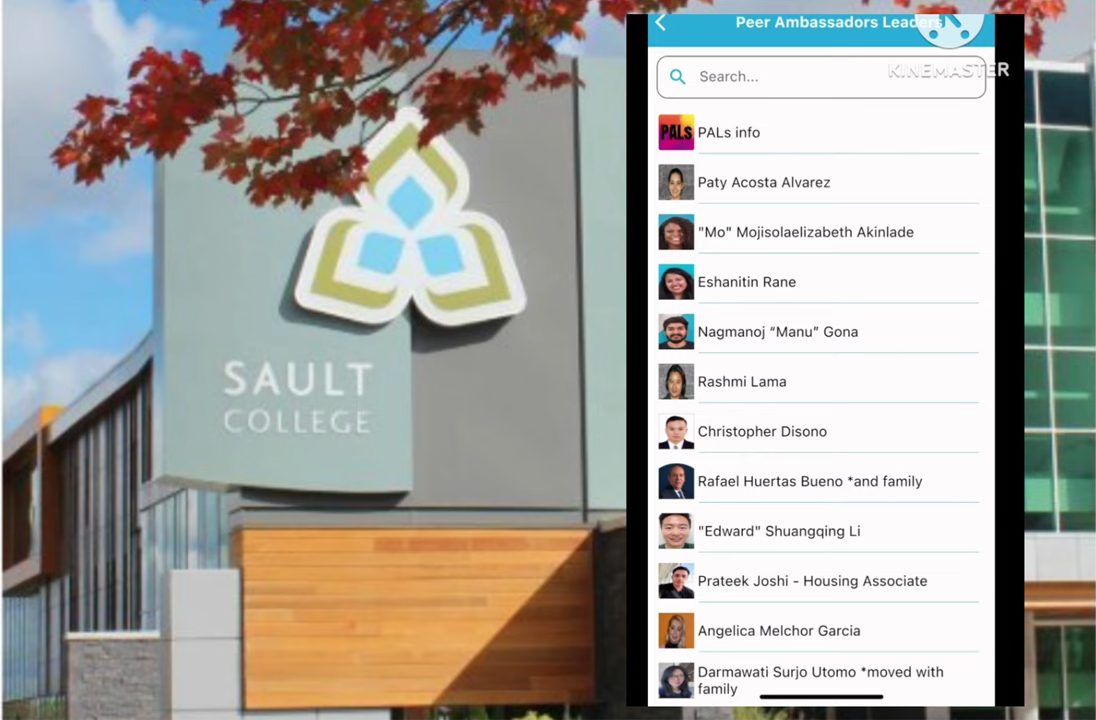 Peer Ambassadors Leaders
Search...
KINEMASTER
PALS PALs info
Paty Acosta Alvarez
"Mo" Mojisolaelizabeth Akinlade
Eshanitin Rane
Nagmanoj “Manu” Gona
Rashmi Lama
Christopher Disono
Rafael Huertas Bueno *and family
"Edward" Shuangqing Li
Prateek Joshi - Housing Associate
Angelica Melchor Garcia
Darmawati Surjo Utomo *moved with
family
SAULT
COLLEGE